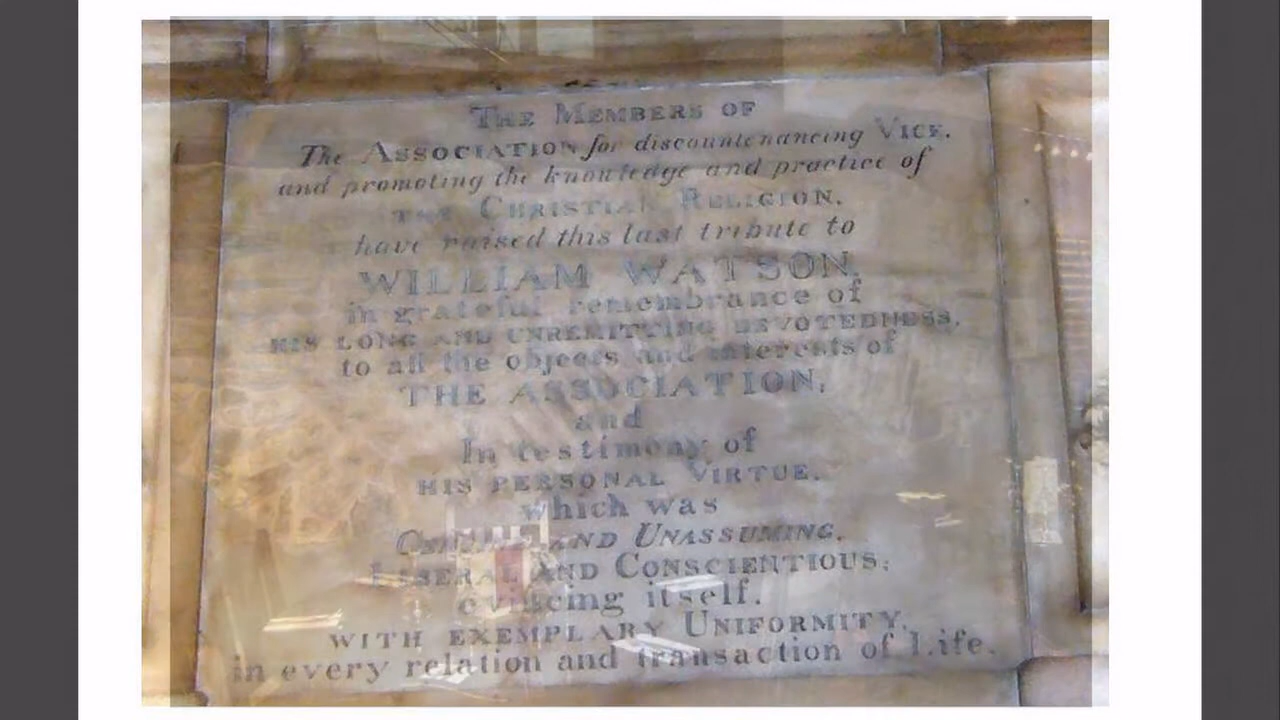 THE MEMBERS OF
The ASSOCIATION for discountenancing VICE,
and promoting the knowledge and practice of
THE CHRISTIAN RELIGION,
have raised this last tribute to
WILLIAM WATSON,
in grateful remembrance of
HIS LONG AND UNREMITTING DEVOTEDNESS,
to all the objects and interests of
THE ASSOCIATION,
and
In testimony of
HIS PERSONAL VIRTUE,
which was
AND UNASSUMING,
LIBERAL AND CONSCIENTIOUS;
evincing itself,
WITH EXEMPLARY UNIFORMITY,
in every relation and transaction of Life.